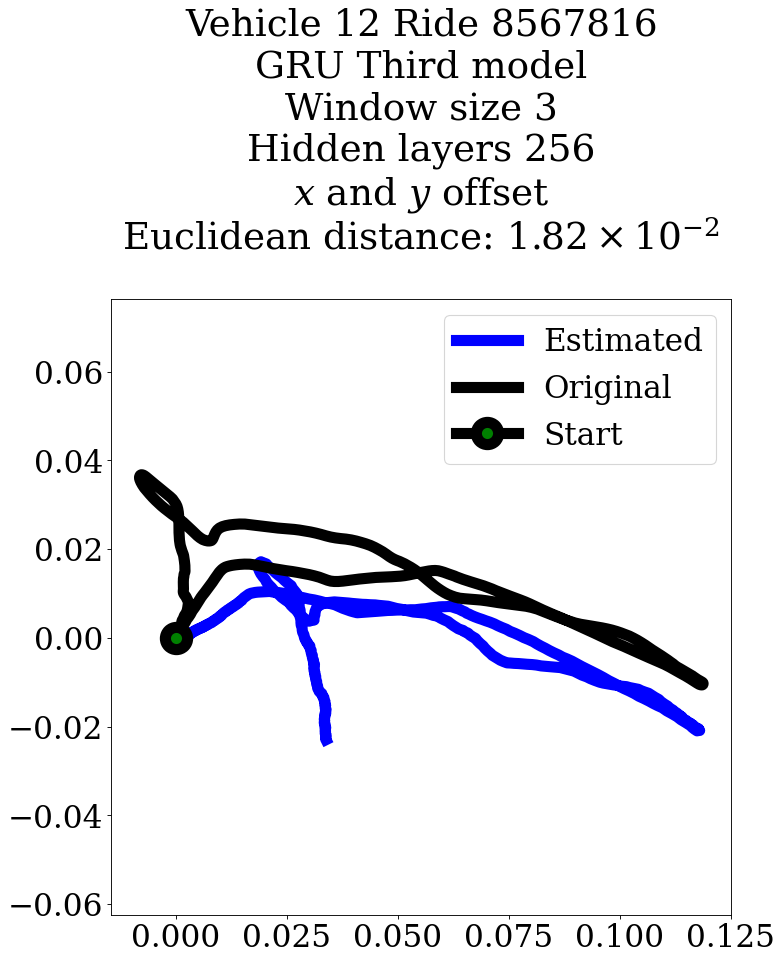 Vehicle 12 Ride 8567816
GRU Third model
Window size 3
Hidden layers 256
x and y offset
Euclidean distance: 1.82 × 10⁻²
Estimated
Original
Start
0.06
0.04
0.02
0.00
−0.02
−0.04
−0.06
0.000 0.025 0.050 0.075 0.100 0.125